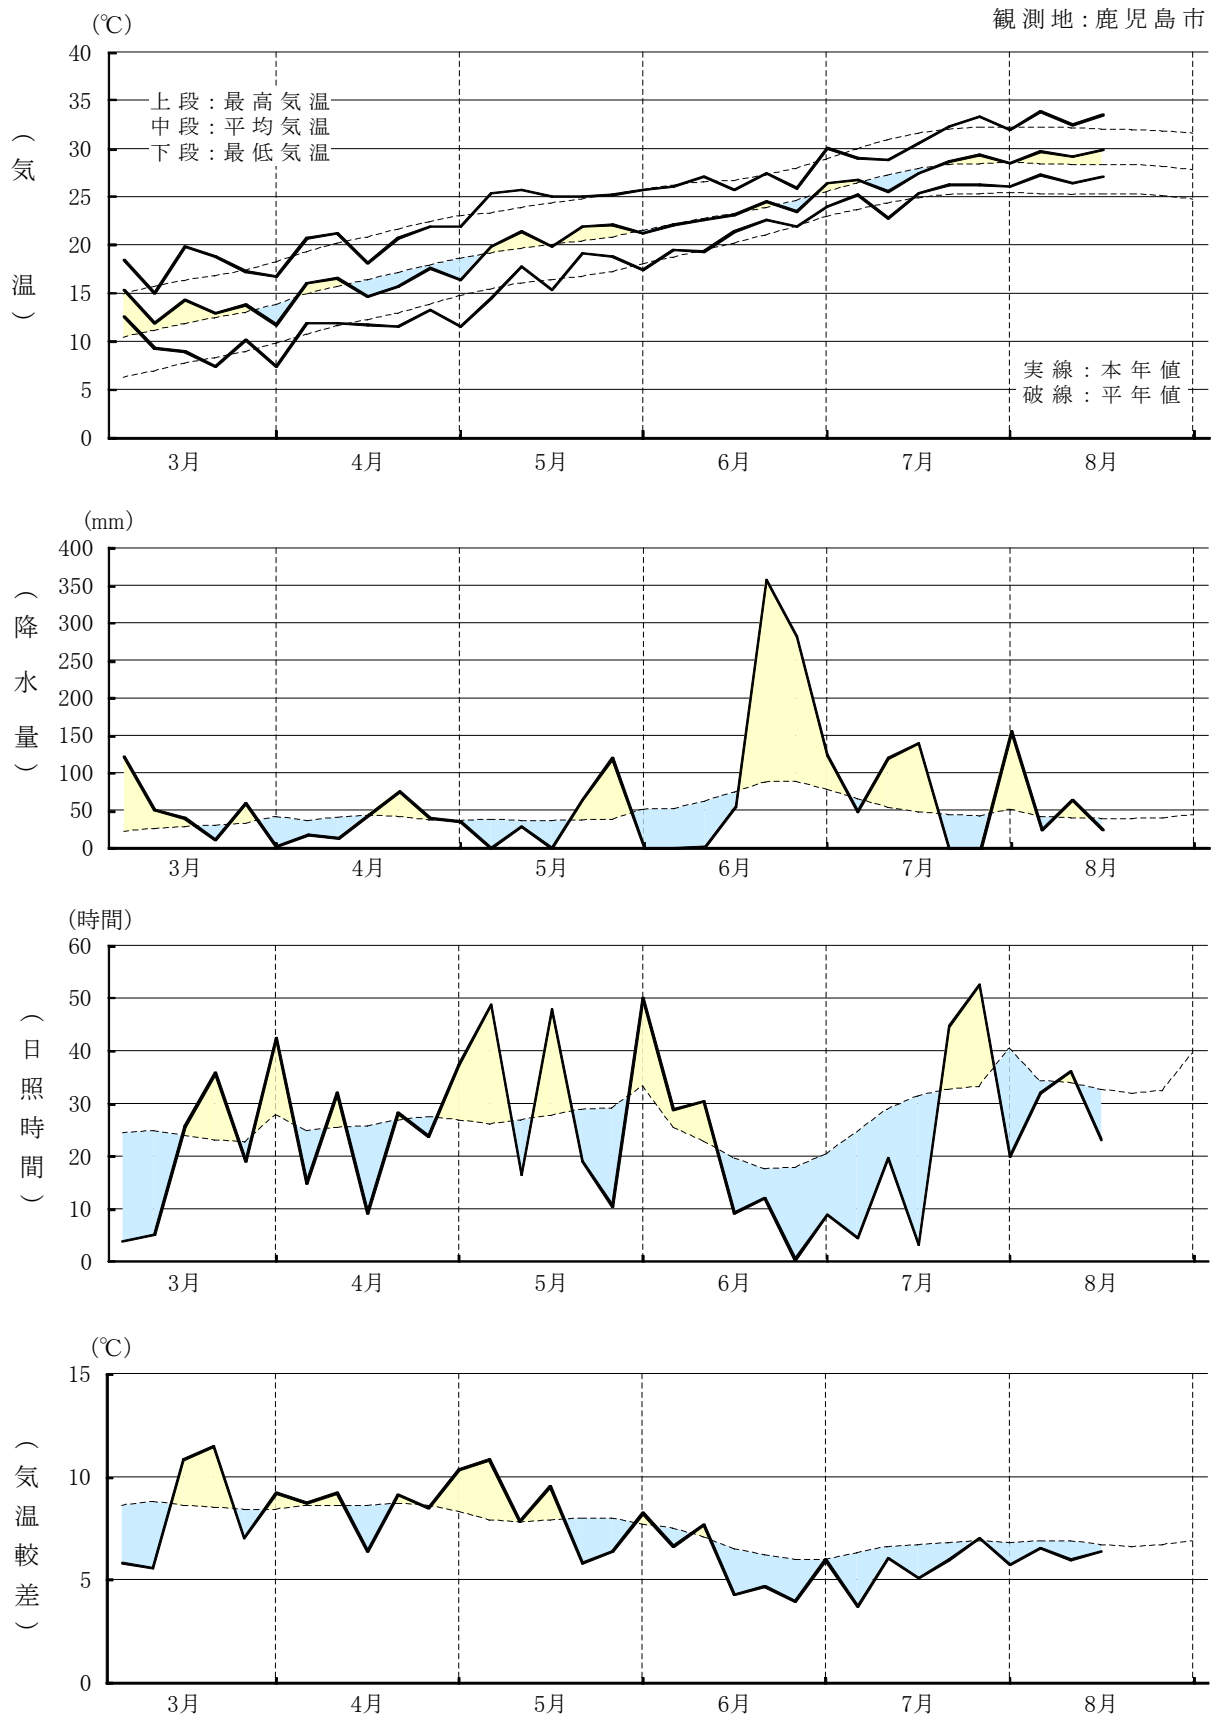 観測地:鹿児島市
(℃)
40
35
30
25
20
15
10
5
0
(気温)
上段:最高気温
中段:平均気温
下段:最低気温
実線:本年値
破線:平年値
3月 4月 5月 6月 7月 8月
(mm)
400
350
300
250
200
150
100
50
0
(降水量)
3月 4月 5月 6月 7月 8月
(時間)
60
50
40
30
20
10
0
(日照時間)
3月 4月 5月 6月 7月 8月
(℃)
15
10
5
0
(気温較差)
3月 4月 5月 6月 7月 8月